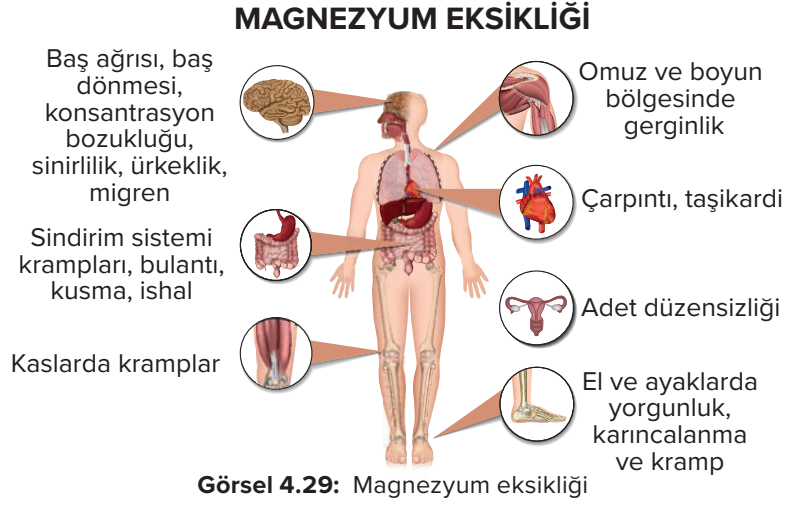 MAGNEZYUM EKSİKLİĞİ
Baş ağrısı, baş
dönmesi,
konsantrasyon
bozukluğu,
sinirlilik, ürkeklik,
migren
Sindirim sistemi
krampları, bulantı,
kusma, ishal
Kaslarda kramplar
Omuz ve boyun
bölgesinde
gerginlik
Çarpıntı, taşikardi
Adet düzensizliği
El ve ayaklarda
yorgunluk,
karıncalanma
ve kramp
Görsel 4.29: Magnezyum eksikliği